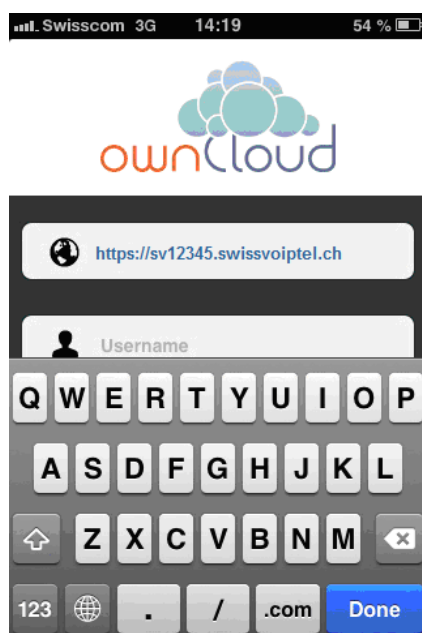 Swisscom 3G 14:19 54 %
ownCloud
https://sv12345.swissvoiptel.ch
Username
Q W E R T Y U I O P
A S D F G H J K L
Z X C V B N M
123 . / .com Done